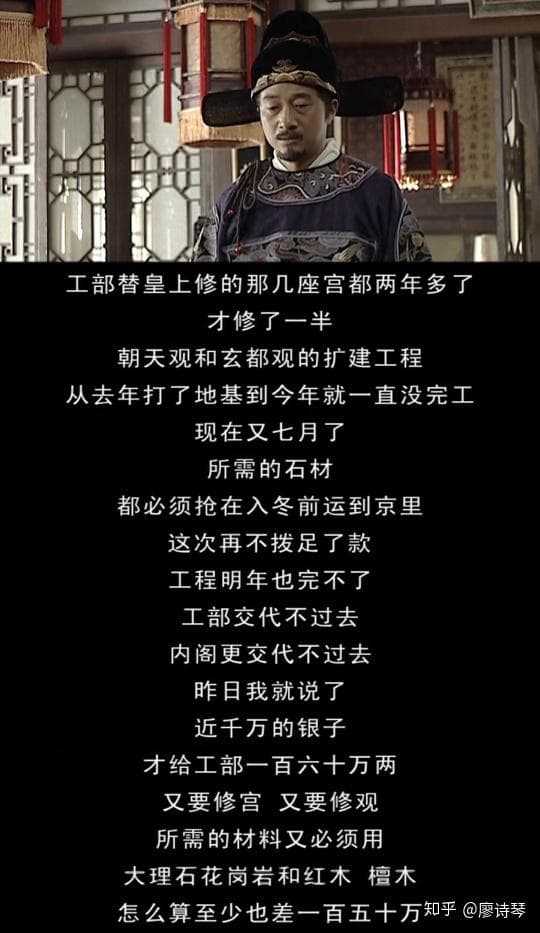 工部替皇上修的那几座宫都两年多了
才修了一半
朝天观和玄都观的扩建工程
从去年打了地基到今年就一直没完工
现在又七月了
所需的石材
都必须抢在入冬前运到京里
这次再不拨足了款
工程明年也完不了
工部交代不过去
内阁更交代不过去
昨日我就说了
近千万的银子
才给工部一百六十万两
又要修宫 又要修观
所需的材料又必须用
大理石花岗岩和红木 檀木
怎么算至少也差一百五十万
知乎 @廖诗琴